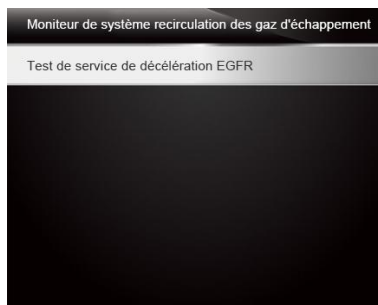 Moniteur de système recirculation des gaz d'échappement
Test de service de décélération EGFR